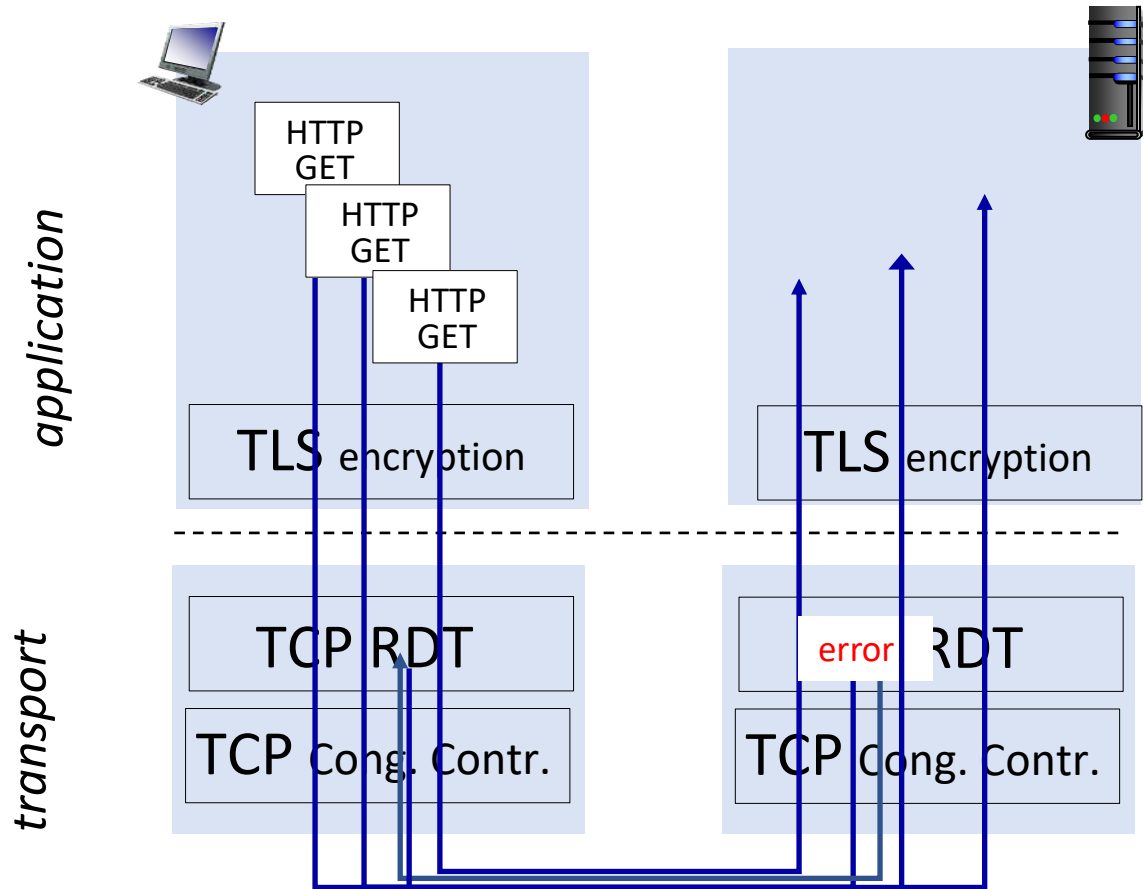 application
HTTP
GET
HTTP
GET
HTTP
GET
TLS encryption
TLS encryption
transport
TCP RDT
error RDT
TCP Cong. Contr.
TCP Cong. Contr.